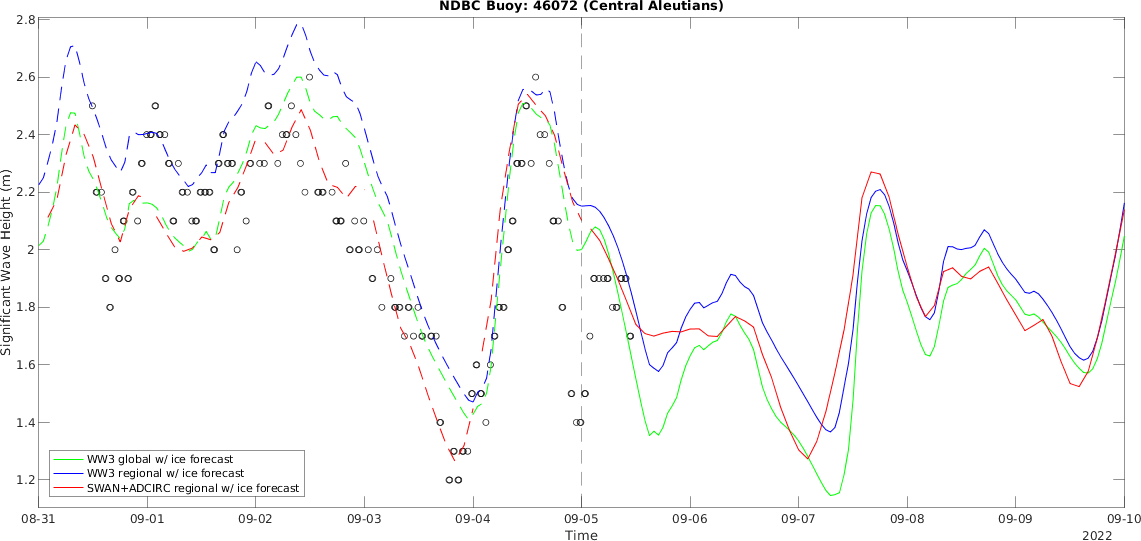 NDBC Buoy: 46072 (Central Aleutians)
2.8
2.6
2.4
2.2
2
1.8
1.6
1.4
1.2
Significant Wave Height (m)
WW3 global w/ ice forecast
WW3 regional w/ ice forecast
SWAN+ADCIRC regional w/ ice forecast
08-31 09-01 09-02 09-03 09-04 09-05 09-06 09-07 09-08 09-09 09-10
Time
2022